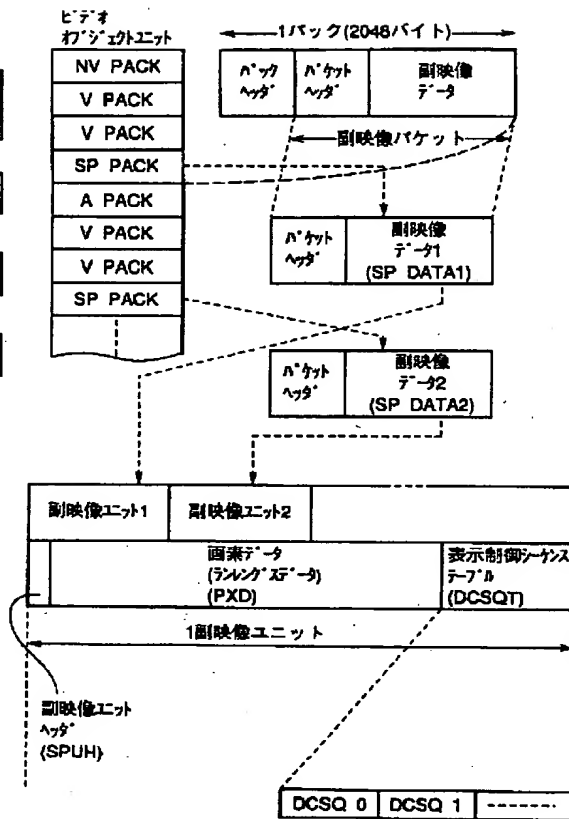 ビデオ
オブジェクトユニット
NV PACK
V PACK
V PACK
SP PACK
A PACK
V PACK
V PACK
SP PACK
1パック(2048バイト)
パック
ヘッダ
パケット
ヘッダ
副映像
データ
副映像パケット
パケット
ヘッダ
副映像
データ1
(SP DATA1)
パケット
ヘッダ
副映像
データ2
(SP DATA2)
副映像ユニット1
副映像ユニット2
画素データ
(ランレングスデータ)
(PXD)
表示制御シーケンス
テーブル
(DCSQT)
1副映像ユニット
副映像ユニット
ヘッダ
(SPUH)
DCSQ 0
DCSQ 1